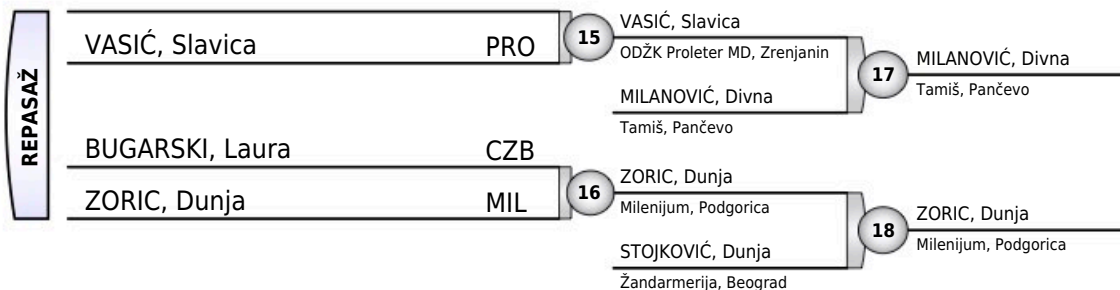 REPASAŽ
VASIĆ, Slavica PRO
BUGARSKI, Laura CZB
ZORIC, Dunja MIL
15
16
VASIĆ, Slavica
ODŽK Proleter MD, Zrenjanin
MILANOVIĆ, Divna
Tamiš, Pančevo
ZORIC, Dunja
Milenijum, Podgorica
STOJKOVIĆ, Dunja
Žandarmerija, Beograd
17
18
MILANOVIĆ, Divna
Tamiš, Pančevo
ZORIC, Dunja
Milenijum, Podgorica